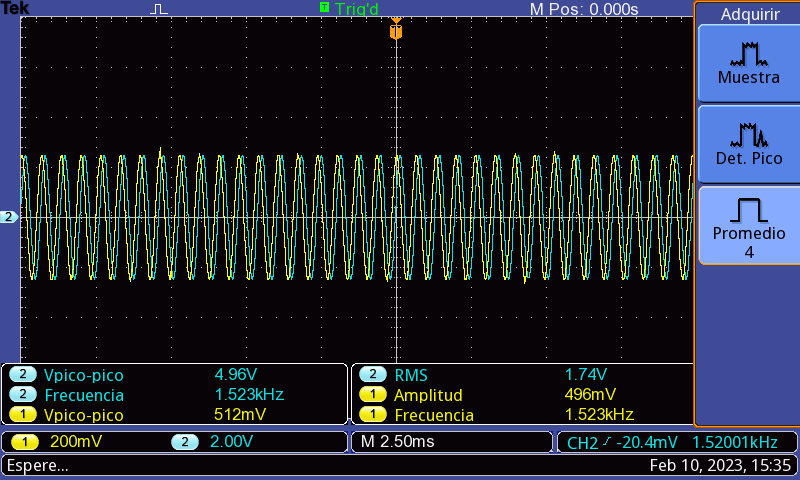 Tek T Trig'd M Pos: 0.000s
Adquirir
T
Muestra
Det. Pico
2
Promedio
4
2 Vpico-pico 4.96V
2 Frecuencia 1.523kHz
1 Vpico-pico 512mV
2 RMS 1.74V
1 Amplitud 496mV
1 Frecuencia 1.523kHz
1 200mV 2 2.00V M 2.50ms CH2 -20.4mV 1.52001kHz
Espere... Feb 10, 2023, 15:35